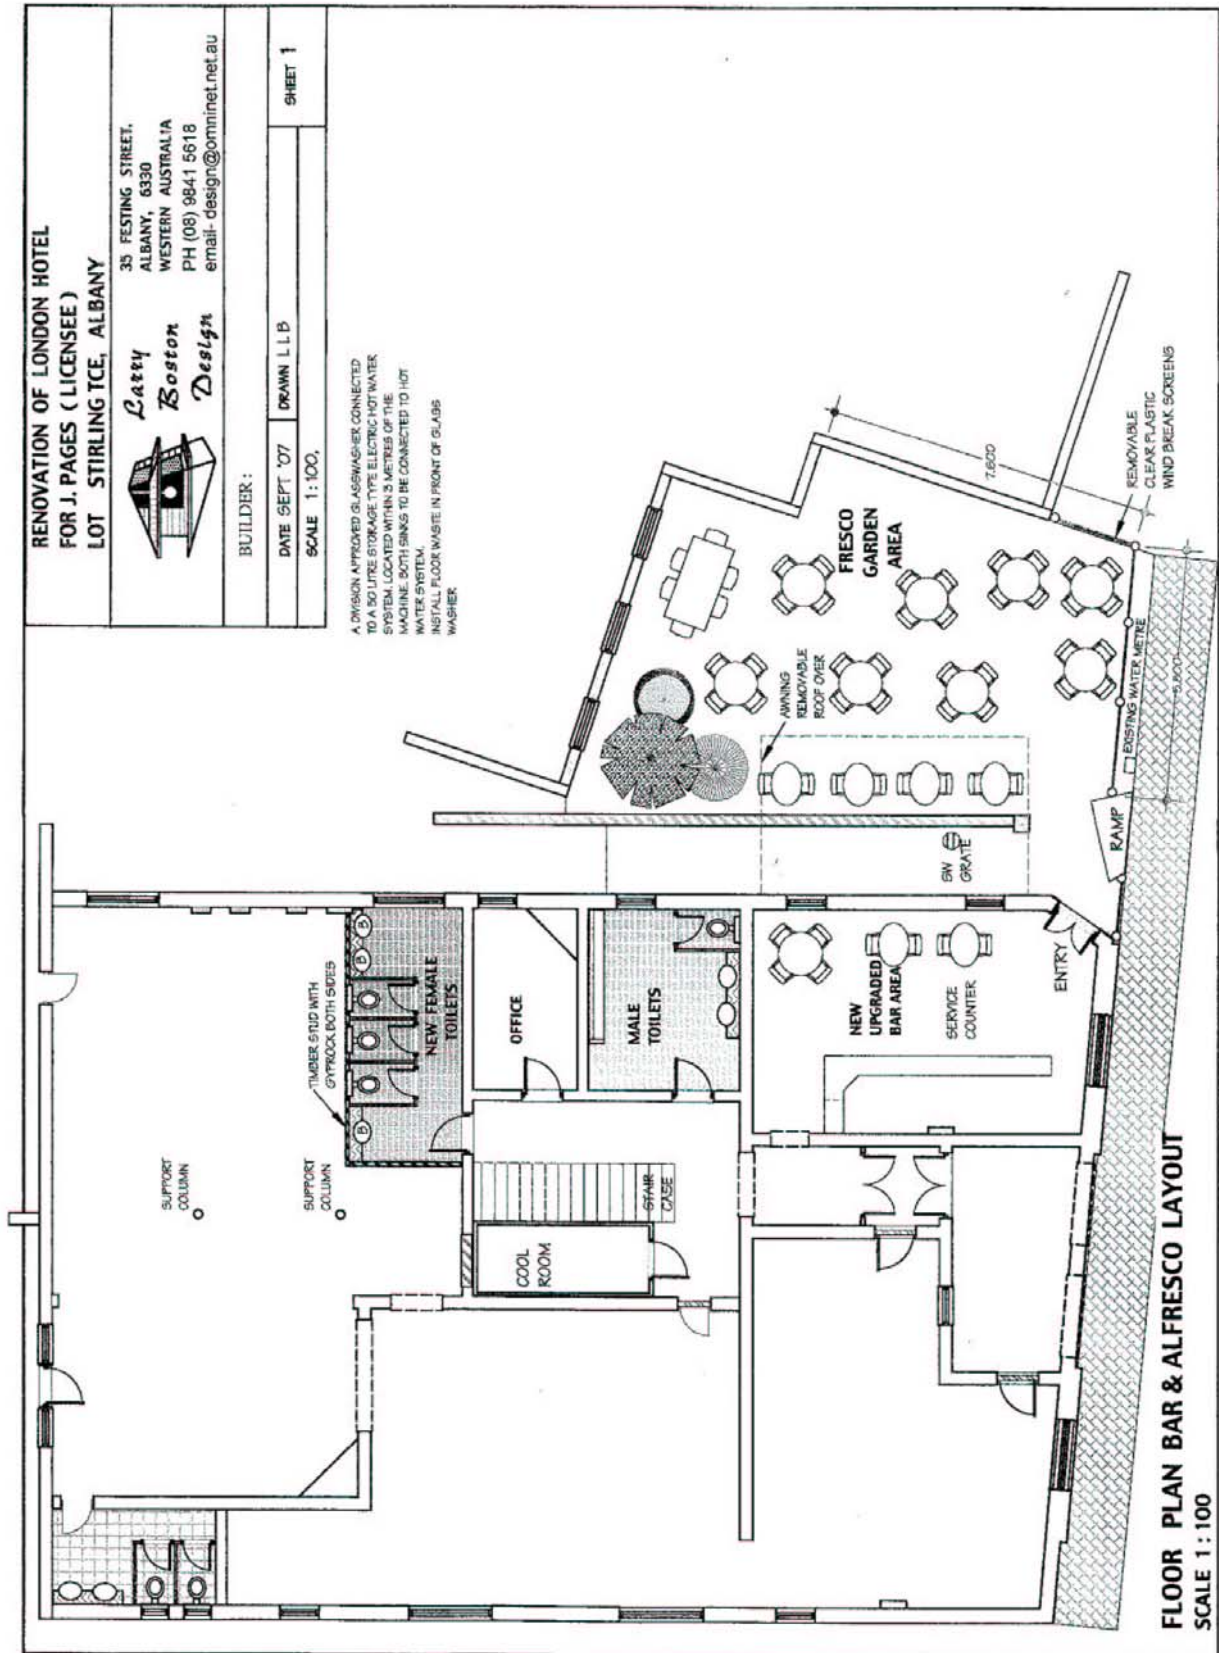 RENOVATION OF LONDON HOTEL
FOR J. PAGES ( LICENSEE )
LOT STIRLING TCE, ALBANY
Larry
Boston
Design
35 FESTING STREET,
ALBANY, 6330
WESTERN AUSTRALIA
PH (08) 9841 5618
email- design@omninet.net.au
BUILDER :
DATE SEPT '07
DRAWN L L B
SHEET 1
SCALE 1 : 100,
A DIVISION APPROVED GLASSWASHER CONNECTED
TO A 50 LITRE STORAGE TYPE ELECTRIC HOT WATER
SYSTEM, LOCATED WITHIN 3 METRES OF THE
MACHINE. BOTH SINKS TO BE CONNECTED TO HOT
WATER SYSTEM.
INSTALL FLOOR WASTE IN FRONT OF GLASS
WASHER
TIMBER STUD WITH
GYPROCK BOTH SIDES
SUPPORT
COLUMN
SUPPORT
COLUMN
B
B
B
NEW FEMALE
TOILETS
OFFICE
MALE
TOILETS
COOL
ROOM
STAIR
CASE
NEW
UPGRADED
BAR AREA
SERVICE
COUNTER
ENTRY
SW
GRATE
RAMP
AWNING
REMOVABLE
ROOF OVER
FRESCO
GARDEN
AREA
7,600
REMOVABLE
CLEAR PLASTIC
WIND BREAK SCREENS
EXISTING WATER METRE
FLOOR PLAN BAR & ALFRESCO LAYOUT
SCALE 1 : 100